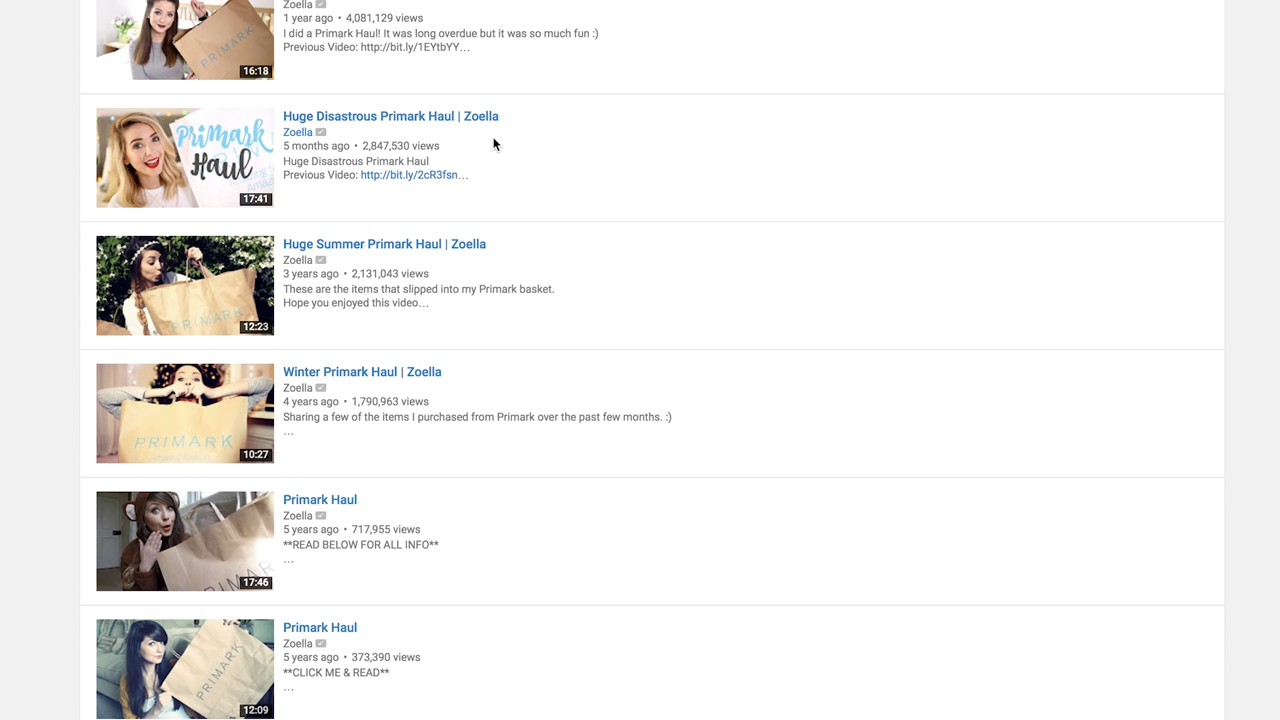 Zoella
1 year ago • 4,081,129 views
I did a Primark Haul! It was long overdue but it was so much fun :)
Previous Video: http://bit.ly/1EYtbYY…
PRIMARK
16:18
Huge Disastrous Primark Haul | Zoella
Zoella
5 months ago • 2,847,530 views
Huge Disastrous Primark Haul
Previous Video: http://bit.ly/2cR3fsn…
Primark
Haul
17:41
Huge Summer Primark Haul | Zoella
Zoella
3 years ago • 2,131,043 views
These are the items that slipped into my Primark basket.
Hope you enjoyed this video…
PRIMARK
12:23
Winter Primark Haul | Zoella
Zoella
4 years ago • 1,790,963 views
Sharing a few of the items I purchased from Primark over the past few months. :)
…
PRIMARK
10:27
Primark Haul
Zoella
5 years ago • 717,955 views
**READ BELOW FOR ALL INFO**
…
PRIMAR
17:46
Primark Haul
Zoella
5 years ago • 373,390 views
**CLICK ME & READ**
…
PRIMARK
12:09